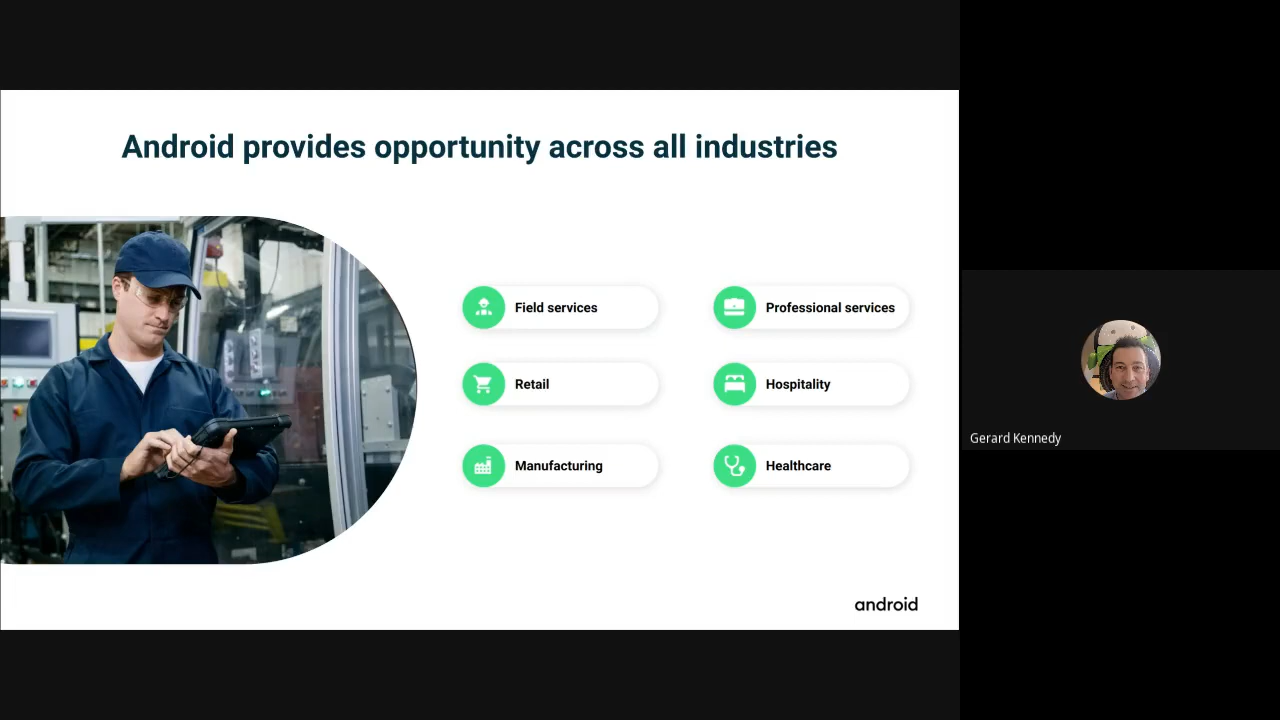 Android provides opportunity across all industries
Field services
Professional services
Retail
Hospitality
Manufacturing
Healthcare
android
Gerard Kennedy